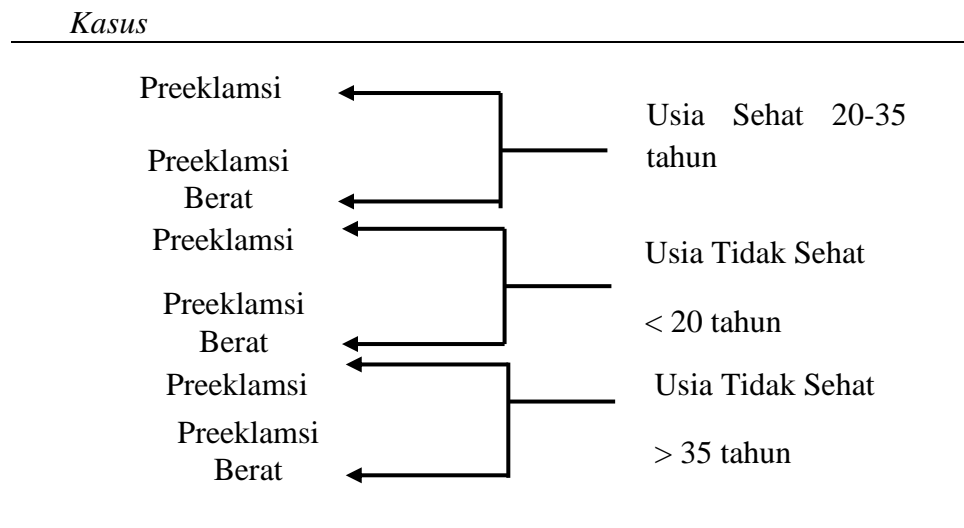 Kasus
Preeklamsi
Usia Sehat 20-35
tahun
Preeklamsi
Berat
Preeklamsi
Usia Tidak Sehat
< 20 tahun
Preeklamsi
Berat
Preeklamsi
Usia Tidak Sehat
> 35 tahun
Preeklamsi
Berat